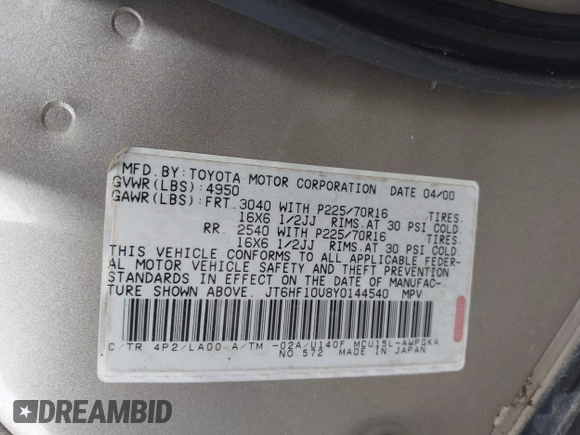 MFD.BY:TOYOTA MOTOR CORPORATION DATE 04/00
GVWR(LBS):4950
GAWR(LBS):FRT.3040 WITH P225/70R16 TIRES.
16X6 1/2JJ RIMS.AT 30 PSI COLD.
RR. 2540 WITH P225/70R16 TIRES.
16X6 1/2JJ RIMS.AT 30 PSI COLD.
THIS VEHICLE CONFORMS TO ALL APPLICABLE FEDER-
AL MOTOR VEHICLE SAFETY AND THEFT PREVENTION
STANDARDS IN EFFECT ON THE DATE OF MANUFAC-
TURE SHOWN ABOVE. JT6HF10U8Y0144540 MPV
C/TR 4P2/LA00 A/TM -02A/U140F MCU15L-AWPGKA
NO 572 MADE IN JAPAN
DREAMBID